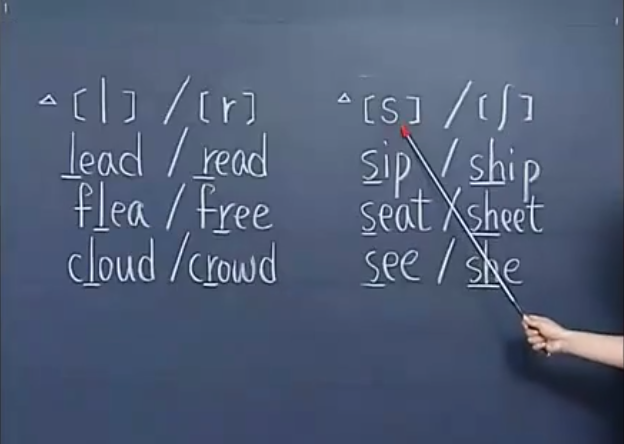 △ [l] / [r]
lead / read
flea / free
cloud / crowd
△ [s] / [ʃ]
sip / ship
seat / sheet
see / she